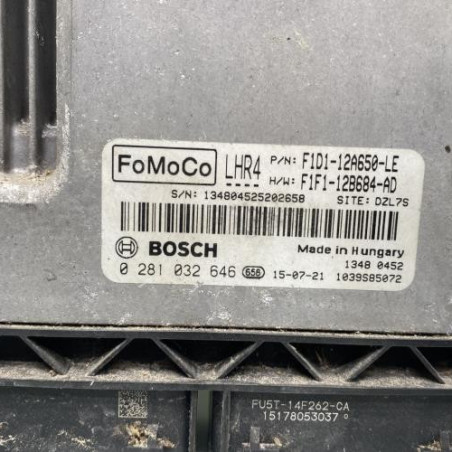 FoMoCo LHR4 P/N: F1D1-12A650-LE
H/W: F1F1-12B684-AD
S/N: 134804525202658 SITE: DZL7S
BOSCH Made in Hungary
1348 0452
0 281 032 646 656 15-07-21 1039S85072
FU5T-14F262-CA
15178053037